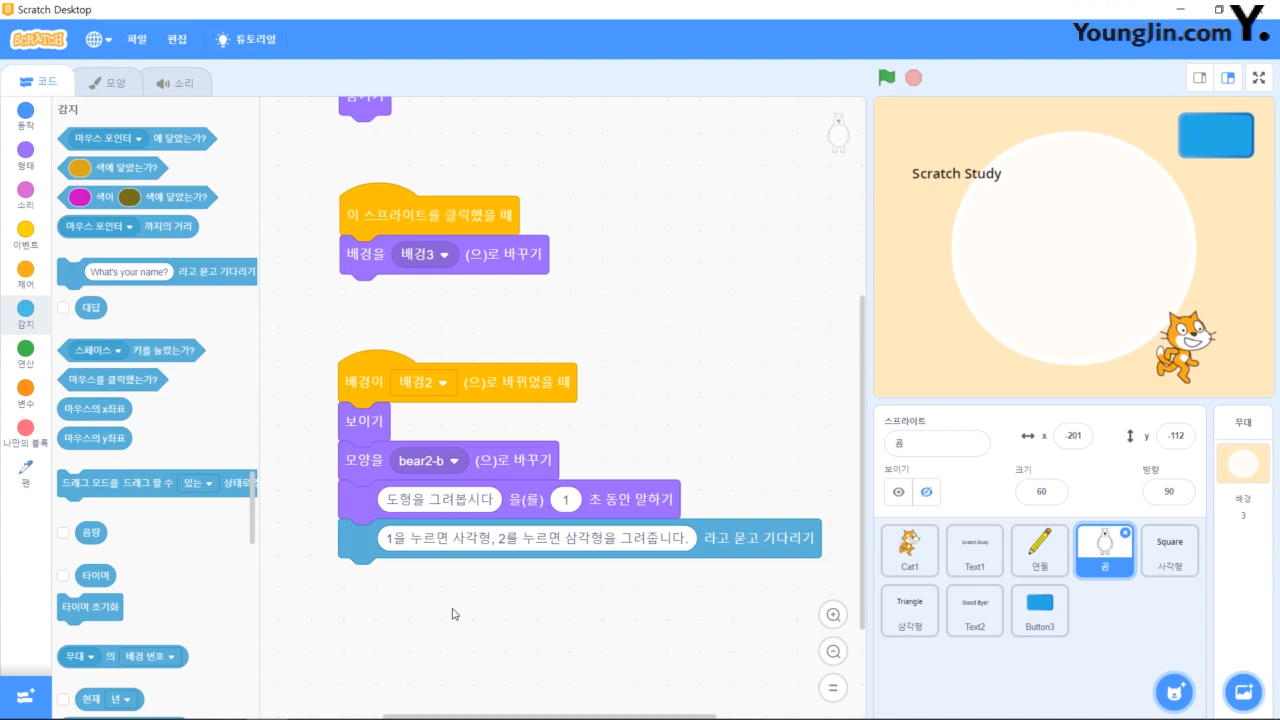 Scratch Desktop
SCRATCH
파일
편집
튜토리얼
YoungJin.com Y.
코드
모양
소리
동작
형태
소리
이벤트
제어
감지
연산
변수
나만의 블록
펜
감지
마우스 포인터 에 닿았는가?
색에 닿았는가?
색이 색에 닿았는가?
마우스 포인터 까지의 거리
What's your name? 라고 묻고 기다리기
대답
스페이스 키를 눌렀는가?
마우스를 클릭했는가?
마우스의 x좌표
마우스의 y좌표
드래그 모드를 드래그 할 수 있는 상태로
음량
타이머
타이머 초기화
무대 의 배경 번호
현재 년
숨기기
이 스프라이트를 클릭했을 때
배경을 배경3 (으)로 바꾸기
배경이 배경2 (으)로 바뀌었을 때
보이기
모양을 bear2-b (으)로 바꾸기
도형을 그려봅시다 을(를) 1 초 동안 말하기
1을 누르면 사각형, 2를 누르면 삼각형을 그려줍니다. 라고 묻고 기다리기
Scratch Study
스프라이트
곰
x -201
y -112
보이기
크기
60
방향
90
Scratch Study
Square
Cat1
Text1
연필
곰
사각형
Triangle
Good Bye!
삼각형
Text2
Button3
무대
배경
3